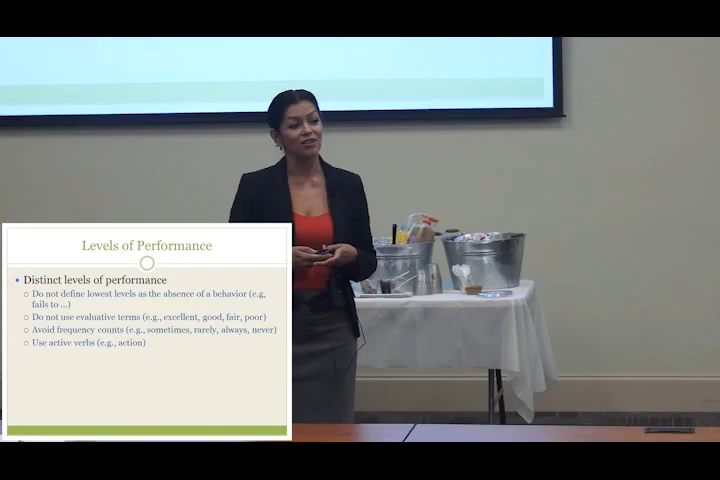 Levels of Performance
Distinct levels of performance
Do not define lowest levels as the absence of a behavior (e.g,
fails to ...)
Do not use evaluative terms (e.g., excellent, good, fair, poor)
Avoid frequency counts (e.g., sometimes, rarely, always, never)
Use active verbs (e.g., action)